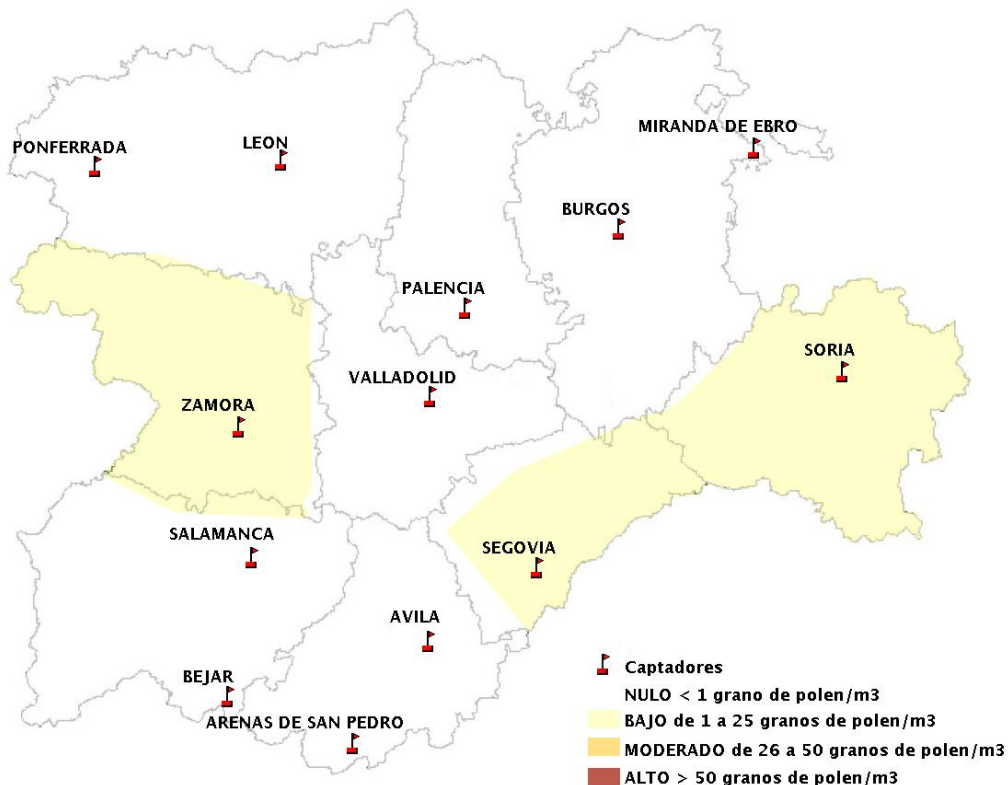 MIRANDA DE EBRO
PONFERRADA
LEON
BURGOS
PALENCIA
SORIA
VALLADOLID
ZAMORA
SALAMANCA
SEGOVIA
AVILA
BEJAR
ARENAS DE SAN PEDRO
Captadores
NULO < 1 grano de polen/m3
BAJO de 1 a 25 granos de polen/m3
MODERADO de 26 a 50 granos de polen/m3
ALTO > 50 granos de polen/m3